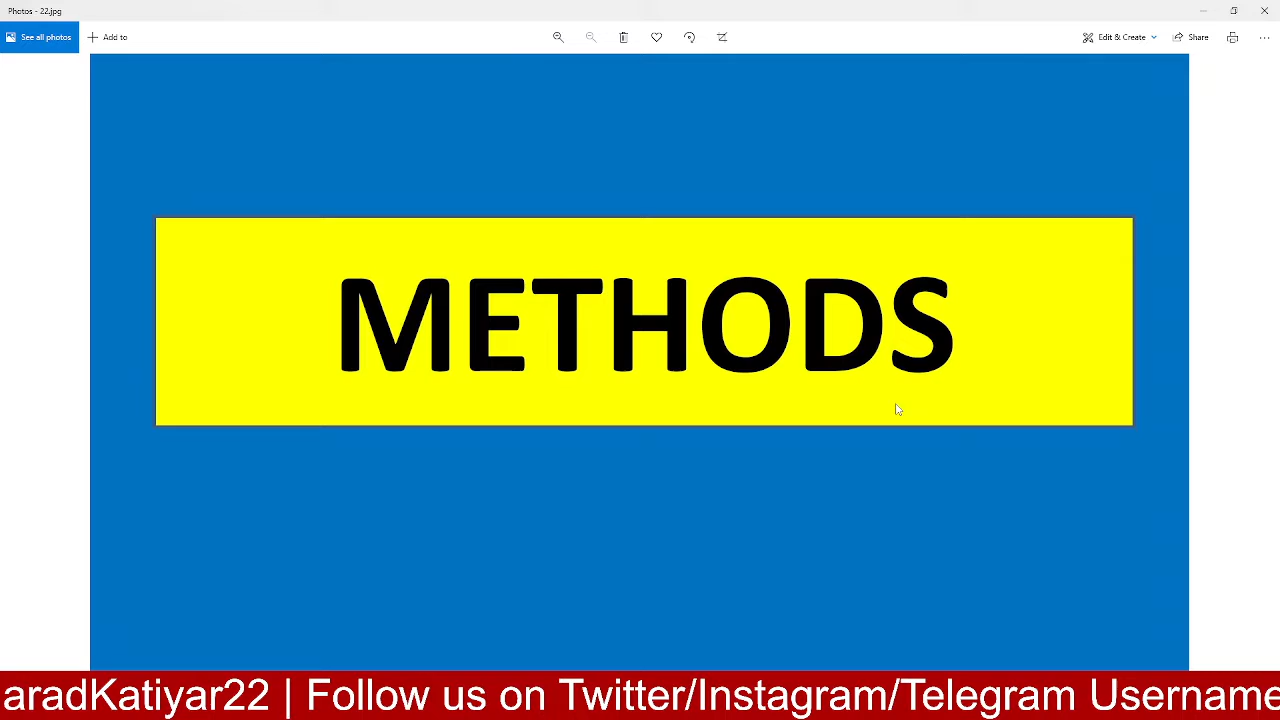 Photos - 22.jpg
See all photos
Add to
Edit & Create
Share
METHODS
aradKatiyar22 | Follow us on Twitter/Instagram/Telegram Username